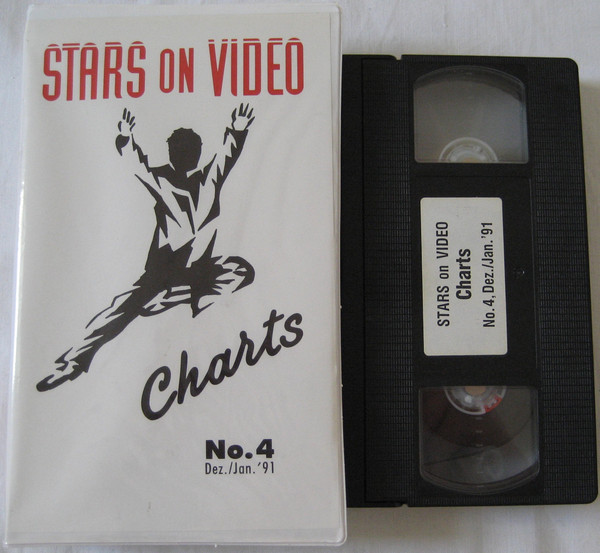 STARS ON VIDEO
Charts
No.4
Dez./Jan.'91
STARS on VIDEO
Charts
No. 4, Dez./Jan.'91